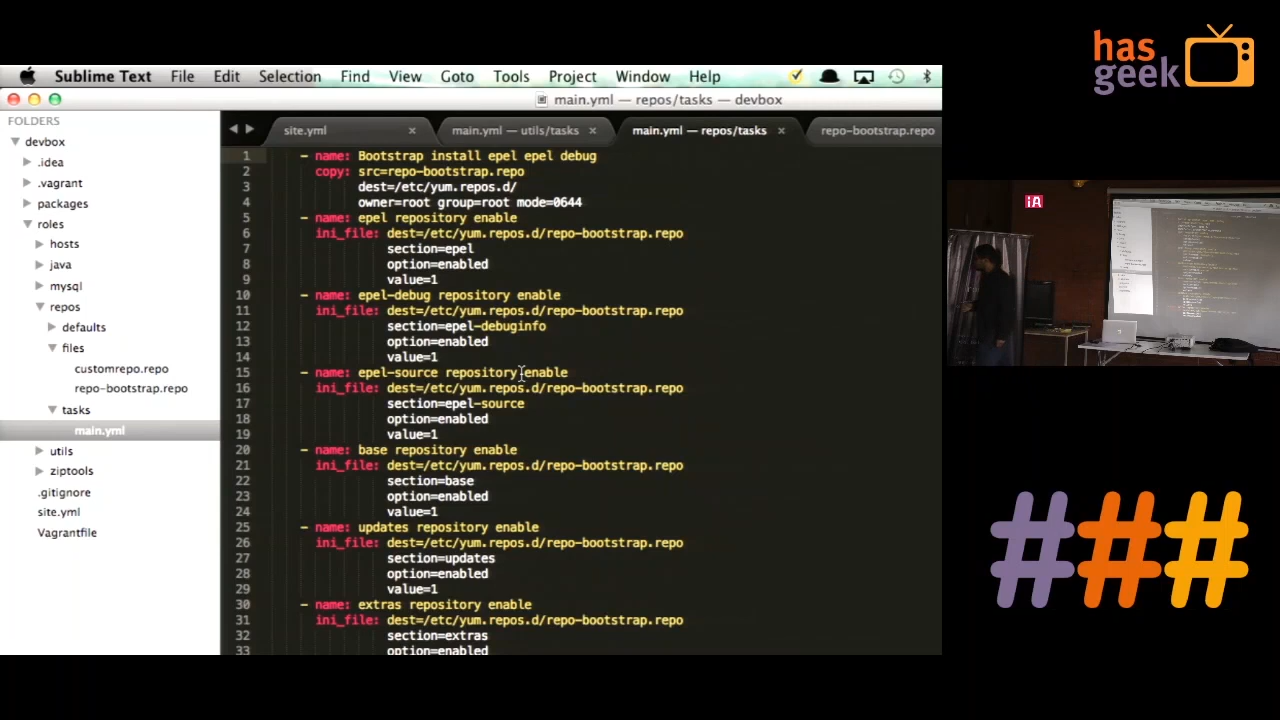 has
geek
Sublime Text File Edit Selection Find View Goto Tools Project Window Help
main.yml — repos/tasks — devbox
FOLDERS
devbox
.idea
.vagrant
packages
roles
hosts
java
mysql
repos
defaults
files
customrepo.repo
repo-bootstrap.repo
tasks
main.yml
utils
ziptools
.gitignore
site.yml
Vagrantfile
site.yml × main.yml — utils/tasks × main.yml — repos/tasks × repo-bootstrap.repo
1 - name: Bootstrap install epel epel debug
2 copy: src=repo-bootstrap.repo
3 dest=/etc/yum.repos.d/
4 owner=root group=root mode=0644
5 - name: epel repository enable
6 ini_file: dest=/etc/yum.repos.d/repo-bootstrap.repo
7 section=epel
8 option=enabled
9 value=1
10 - name: epel-debug repository enable
11 ini_file: dest=/etc/yum.repos.d/repo-bootstrap.repo
12 section=epel-debuginfo
13 option=enabled
14 value=1
15 - name: epel-source repository enable
16 ini_file: dest=/etc/yum.repos.d/repo-bootstrap.repo
17 section=epel-source
18 option=enabled
19 value=1
20 - name: base repository enable
21 ini_file: dest=/etc/yum.repos.d/repo-bootstrap.repo
22 section=base
23 option=enabled
24 value=1
25 - name: updates repository enable
26 ini_file: dest=/etc/yum.repos.d/repo-bootstrap.repo
27 section=updates
28 option=enabled
29 value=1
30 - name: extras repository enable
31 ini_file: dest=/etc/yum.repos.d/repo-bootstrap.repo
32 section=extras
33 option=enabled
iA
###